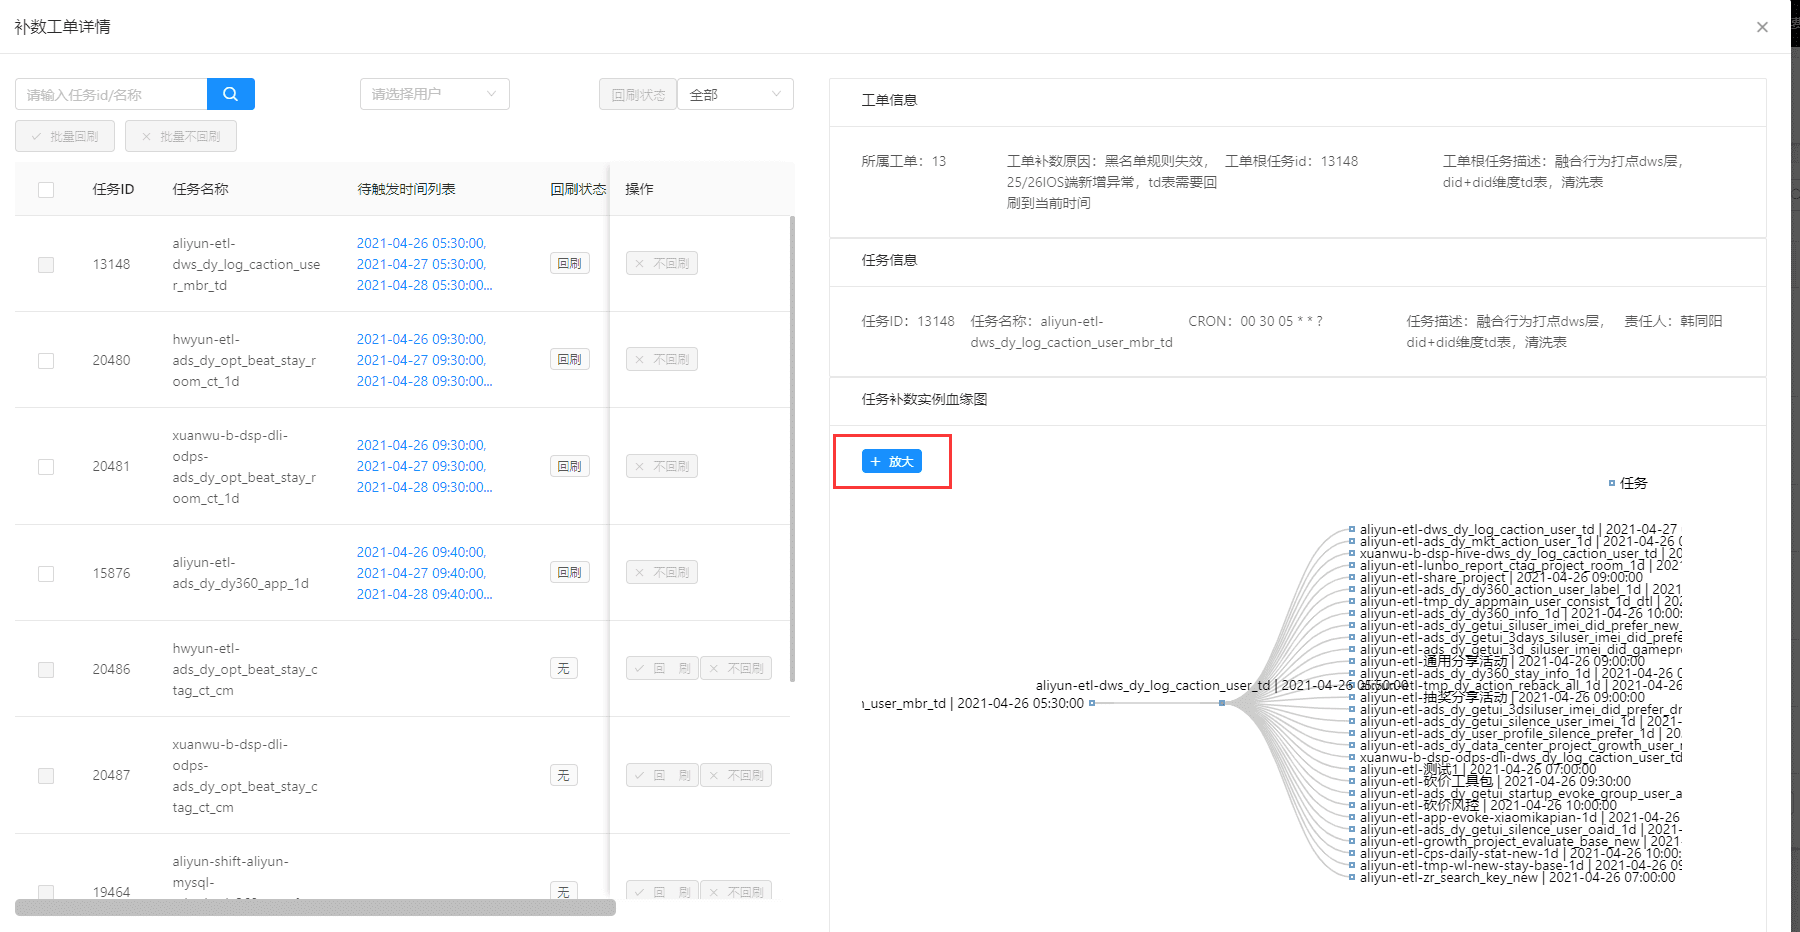 补数工单详情
请输入任务id/名称
请选择用户
回刷状态
全部
批量回刷
批量不回刷
任务ID
任务名称
待触发时间列表
回刷状态
操作
13148
aliyun-etl-
dws_dy_log_caction_use
r_mbr_td
2021-04-26 05:30:00,
2021-04-27 05:30:00,
2021-04-28 05:30:00...
回刷
不回刷
20480
hwyun-etl-
ads_dy_opt_beat_stay_r
oom_ct_1d
2021-04-26 09:30:00,
2021-04-27 09:30:00,
2021-04-28 09:30:00...
回刷
不回刷
20481
xuanwu-b-dsp-dli-
odps-
ads_dy_opt_beat_stay_r
oom_ct_1d
2021-04-26 09:30:00,
2021-04-27 09:30:00,
2021-04-28 09:30:00...
回刷
不回刷
15876
aliyun-etl-
ads_dy_dy360_app_1d
2021-04-26 09:40:00,
2021-04-27 09:40:00,
2021-04-28 09:40:00...
回刷
不回刷
20486
hwyun-etl-
ads_dy_opt_beat_stay_c
tag_ct_cm
无
回 刷
不回刷
20487
xuanwu-b-dsp-dli-
odps-
ads_dy_opt_beat_stay_c
tag_ct_cm
无
回 刷
不回刷
19464
aliyun-shift-aliyun-
mysql-
无
回 刷
不回刷
工单信息
所属工单：13
工单补数原因：黑名单规则失效，
25/26IOS端新增异常，td表需要回
刷到当前时间
工单根任务id：13148
工单根任务描述：融合行为打点dws层，
did+did维度td表，清洗表
任务信息
任务ID：13148
任务名称：aliyun-etl-
dws_dy_log_caction_user_mbr_td
CRON：00 30 05 * * ?
任务描述：融合行为打点dws层，
did+did维度td表，清洗表
责任人：韩同阳
任务补数实例血缘图
+ 放大
任务
aliyun-etl-dws_dy_log_caction_user_td | 2021-04-27
aliyun-etl-ads_dy_mkt_action_user_1d | 2021-04-26 0
xuanwu-b-dsp-hive-dws_dy_log_caction_user_td | 20
aliyun-etl-lunbo_report_ctag_project_room_1d | 202
aliyun-etl-share_project | 2021-04-26 09:00:00
aliyun-etl-ads_dy_dy360_action_user_label_1d | 2021
aliyun-etl-tmp_dy_appmain_user_consist_1d_dtl | 202
aliyun-etl-ads_dy_dy360_info_1d | 2021-04-26 10:00:
aliyun-etl-ads_dy_getui_siluser_imei_did_prefer_new_
aliyun-etl-ads_dy_getui_3days_siluser_imei_did_prefe
aliyun-etl-ads_dy_getui_3d_siluser_imei_did_gamepre
aliyun-etl-通用分享活动 | 2021-04-26 09:00:00
aliyun-etl-ads_dy_dy360_stay_info_1d | 2021-04-26 0
aliyun-etl-dws_dy_log_caction_user_td | 2021-04-26 05:50:00
aliyun-etl-tmp_dy_action_reback_all_1d | 2021-04-26
aliyun-etl-抽奖分享活动 | 2021-04-26 09:00:00
_user_mbr_td | 2021-04-26 05:30:00
aliyun-etl-ads_dy_getui_3dsiluser_imei_did_prefer_dr
aliyun-etl-ads_dy_getui_silence_user_imei_1d | 2021-
aliyun-etl-ads_dy_user_profile_silence_prefer_1d | 20
aliyun-etl-ads_dy_data_center_project_growth_user_
xuanwu-b-dsp-odps-dli-dws_dy_log_caction_user_td
aliyun-etl-测试1 | 2021-04-26 07:00:00
aliyun-etl-砍价工具包 | 2021-04-26 09:30:00
aliyun-etl-ads_dy_getui_startup_evoke_group_user_a
aliyun-etl-砍价风控 | 2021-04-26 10:00:00
aliyun-etl-app-evoke-xiaomikapian-1d | 2021-04-26
aliyun-etl-ads_dy_getui_silence_user_oaid_1d | 2021-
aliyun-etl-growth_project_evaluate_base_new | 2021-
aliyun-etl-cps-daily-stat-new-1d | 2021-04-26 10:00:
aliyun-etl-tmp-wl-new-stay-base-1d | 2021-04-26 09
aliyun-etl-zr_search_key_new | 2021-04-26 07:00:00